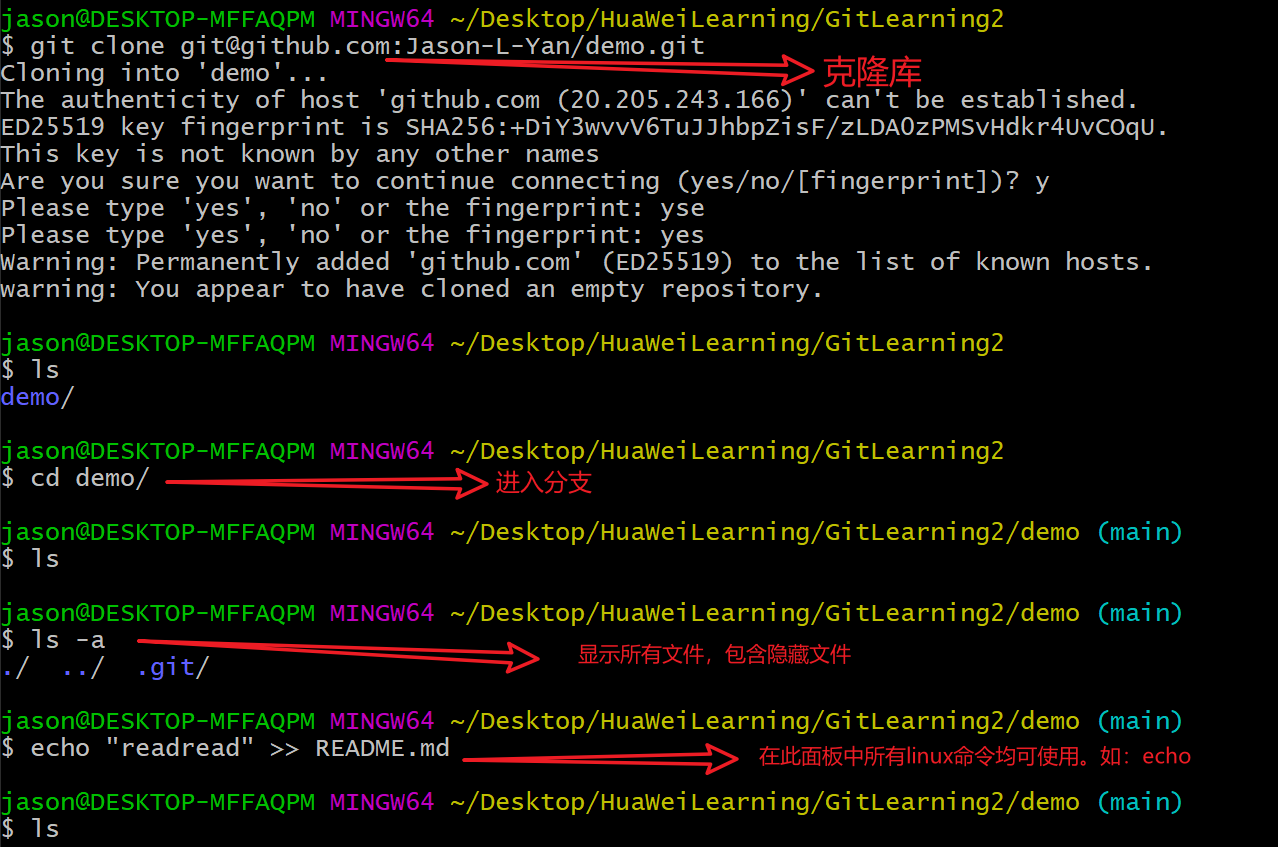 jason@DESKTOP-MFFAQPM MINGW64 ~/Desktop/HuaWeiLearning/GitLearning2
$ git clone git@github.com:Jason-L-Yan/demo.git
克隆库
Cloning into 'demo'...
The authenticity of host 'github.com (20.205.243.166)' can't be established.
ED25519 key fingerprint is SHA256:+DiY3wvvV6TuJJhbpZisF/zLDA0zPMSvHdkr4UvCOqU.
This key is not known by any other names
Are you sure you want to continue connecting (yes/no/[fingerprint])? y
Please type 'yes', 'no' or the fingerprint: yse
Please type 'yes', 'no' or the fingerprint: yes
Warning: Permanently added 'github.com' (ED25519) to the list of known hosts.
warning: You appear to have cloned an empty repository.
jason@DESKTOP-MFFAQPM MINGW64 ~/Desktop/HuaWeiLearning/GitLearning2
$ ls
demo/
jason@DESKTOP-MFFAQPM MINGW64 ~/Desktop/HuaWeiLearning/GitLearning2
$ cd demo/ 进入分支
jason@DESKTOP-MFFAQPM MINGW64 ~/Desktop/HuaWeiLearning/GitLearning2/demo (main)
$ ls
jason@DESKTOP-MFFAQPM MINGW64 ~/Desktop/HuaWeiLearning/GitLearning2/demo (main)
$ ls -a
显示所有文件，包含隐藏文件
./ ../ .git/
jason@DESKTOP-MFFAQPM MINGW64 ~/Desktop/HuaWeiLearning/GitLearning2/demo (main)
$ echo "readread" >> README.md 在此面板中所有linux命令均可使用。如：echo
jason@DESKTOP-MFFAQPM MINGW64 ~/Desktop/HuaWeiLearning/GitLearning2/demo (main)
$ ls